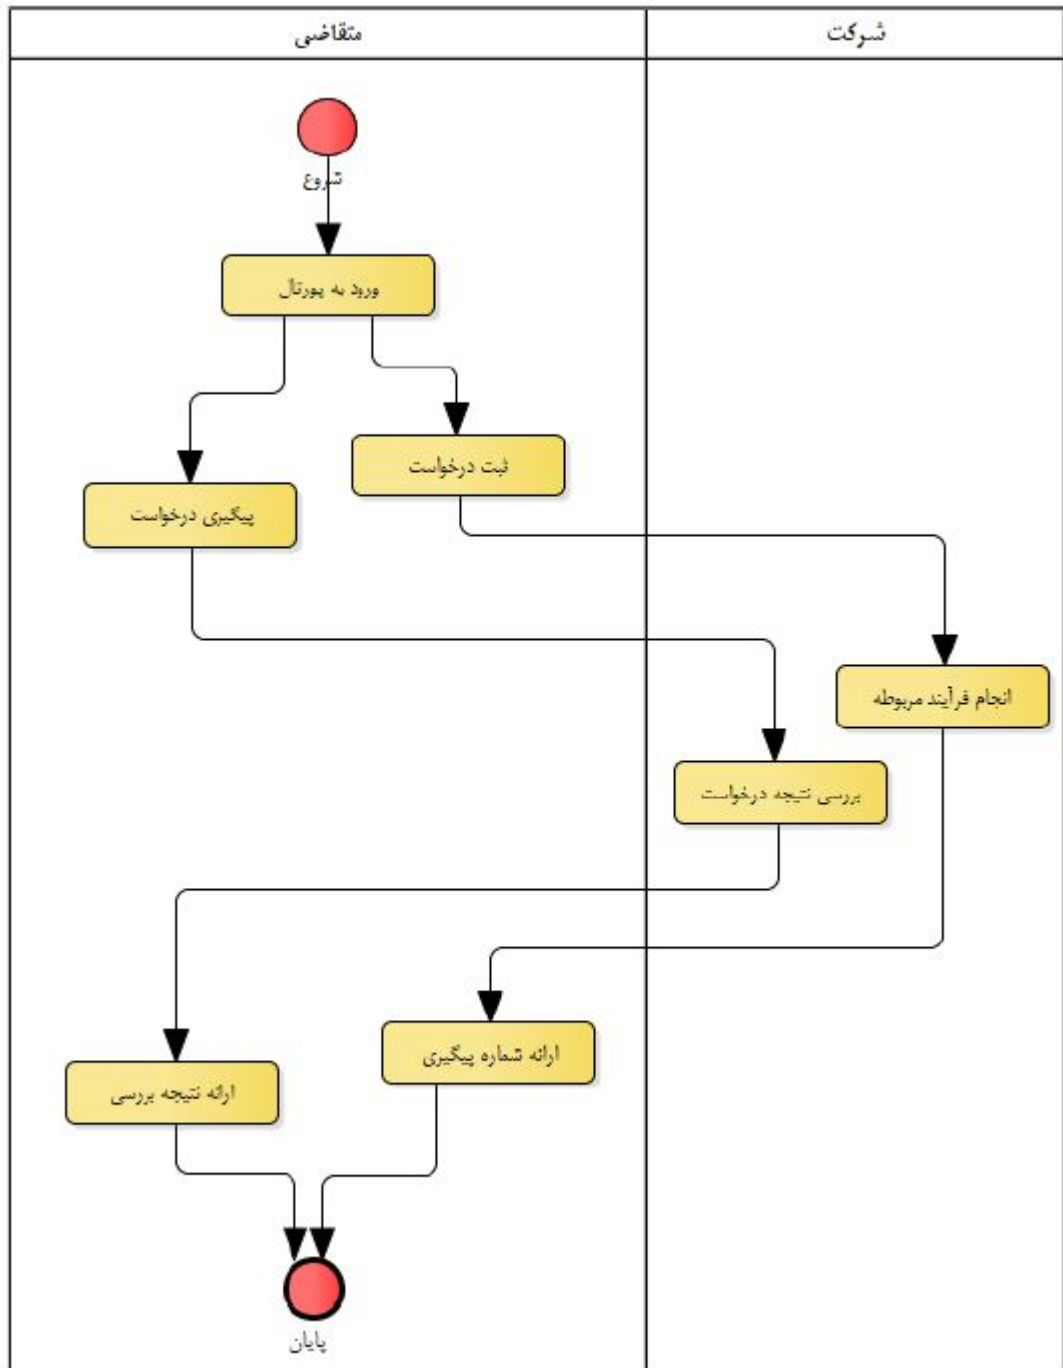 شرکت
متقاضی
شروع
ورود به پورتال
ثبت درخواست
پیگیری درخواست
انجام فرآیند مربوطه
بررسی نتیجه درخواست
ارائه شماره پیگیری
ارائه نتیجه بررسی
پایان